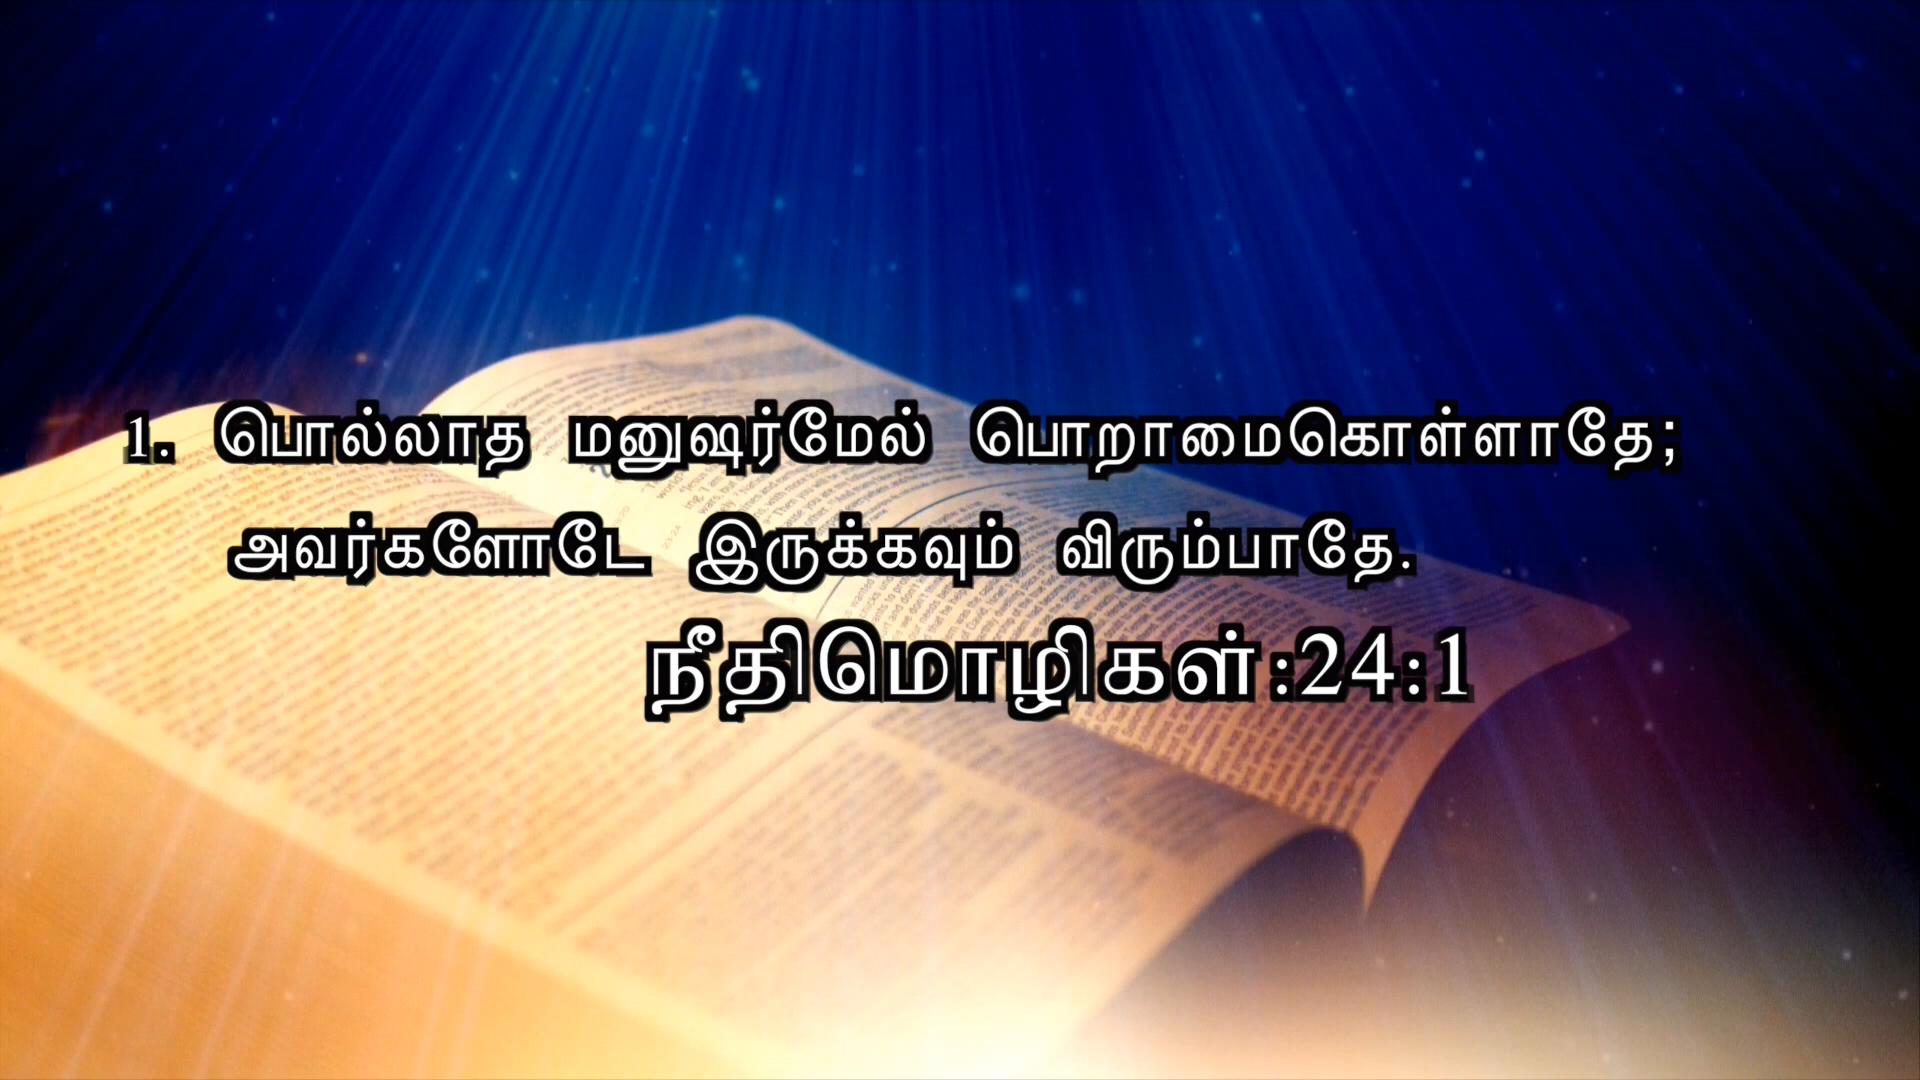 1. பொல்லாத மனுஷர்மேல் பொறாமைகொள்ளாதே;
அவர்களோடே இருக்கவும் விரும்பாதே.
நீதிமொழிகள்:24:1